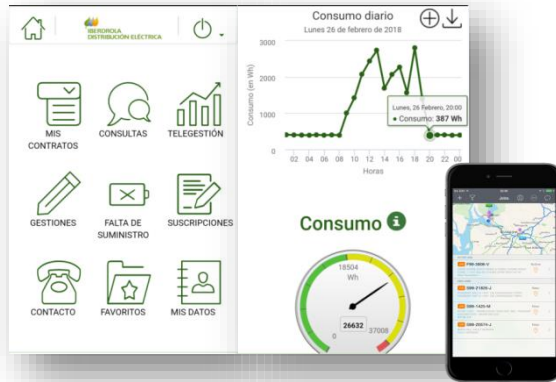 IBERDROLA
DISTRIBUCIÓN ELÉCTRICA
MIS
CONTRATOS
CONSULTAS
TELEGESTIÓN
GESTIONES
FALTA DE
SUMINISTRO
SUSCRIPCIONES
CONTACTO
FAVORITOS
MIS DATOS
Consumo diario
Lunes 26 de febrero de 2018
Consumo (en Wh)
3000
2000
1000
0
Lunes, 26 Febrero, 20:00
Consumo: 387 Wh
02 04 06 08 10 12 14 16 18 20 22 00
Horas
Consumo i
18504
Wh
26632
0
37008